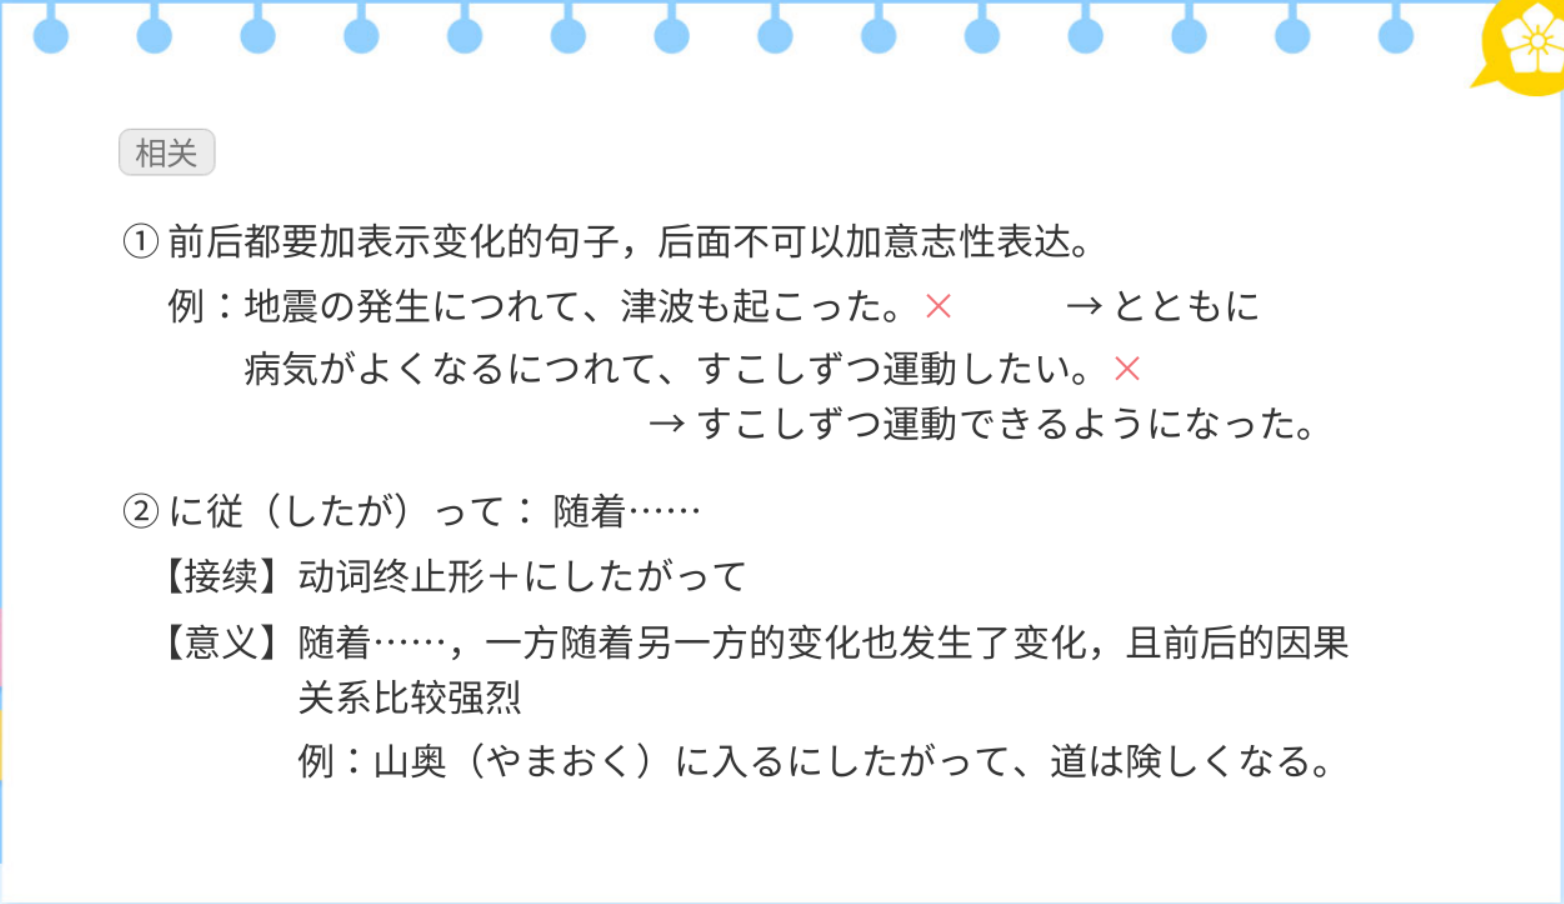 相关
① 前后都要加表示变化的句子，后面不可以加意志性表达。
例：地震の発生につれて、津波も起こった。× → とともに
病気がよくなるにつれて、すこしずつ運動したい。×
→ すこしずつ運動できるようになった。
② に従（したが）って： 随着……
【接续】动词终止形＋にしたがって
【意义】随着……，一方随着另一方的变化也发生了变化，且前后的因果
关系比较强烈
例：山奥（やまおく）に入るにしたがって、道は険しくなる。